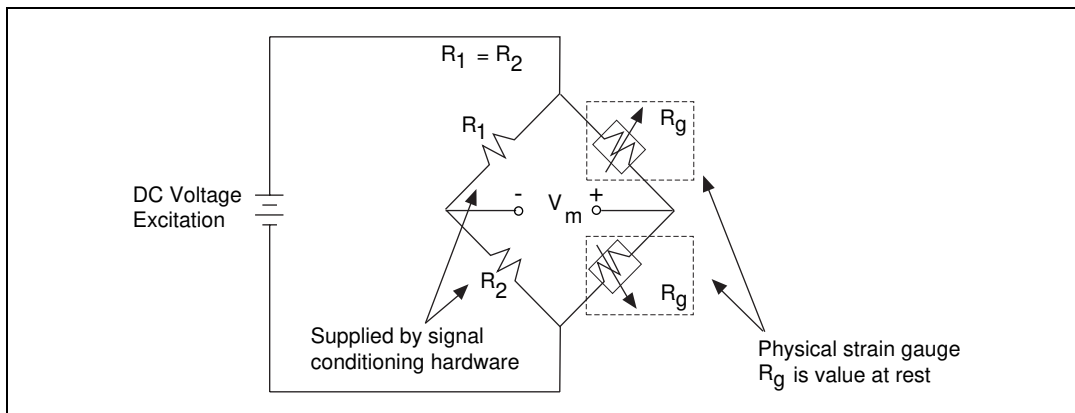 R1 = R2
R1
Rg
DC Voltage
Excitation
- Vm +
R2
Rg
Supplied by signal
conditioning hardware
Physical strain gauge
Rg is value at rest